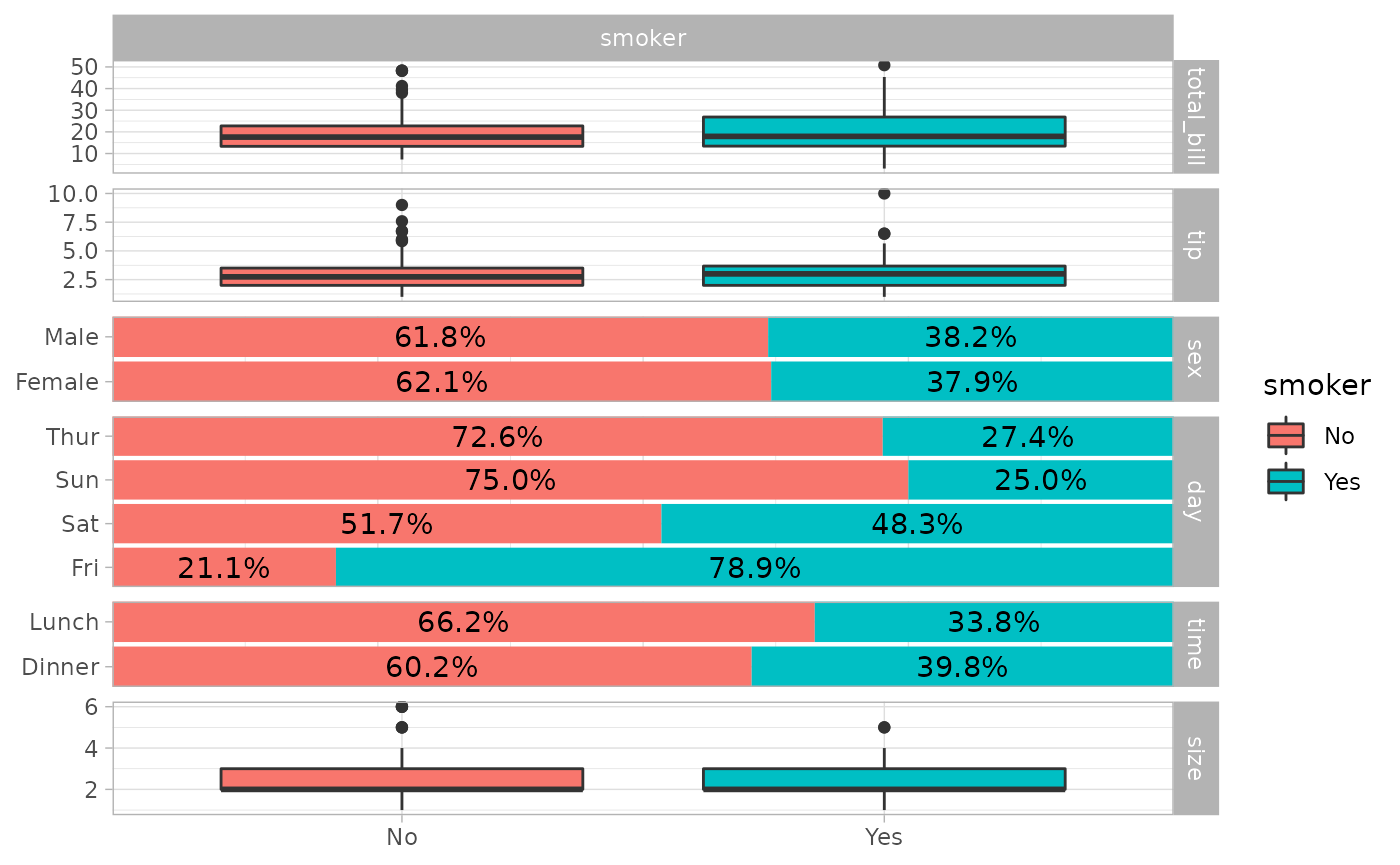 smoker
50
40
30
20
10
total_bill
10.0
7.5
5.0
2.5
tip
Male 61.8% 38.2%
Female 62.1% 37.9%
sex
Thur 72.6% 27.4%
Sun 75.0% 25.0%
Sat 51.7% 48.3%
Fri 21.1% 78.9%
day
Lunch 66.2% 33.8%
Dinner 60.2% 39.8%
time
6
4
2
size
No Yes
smoker
No
Yes